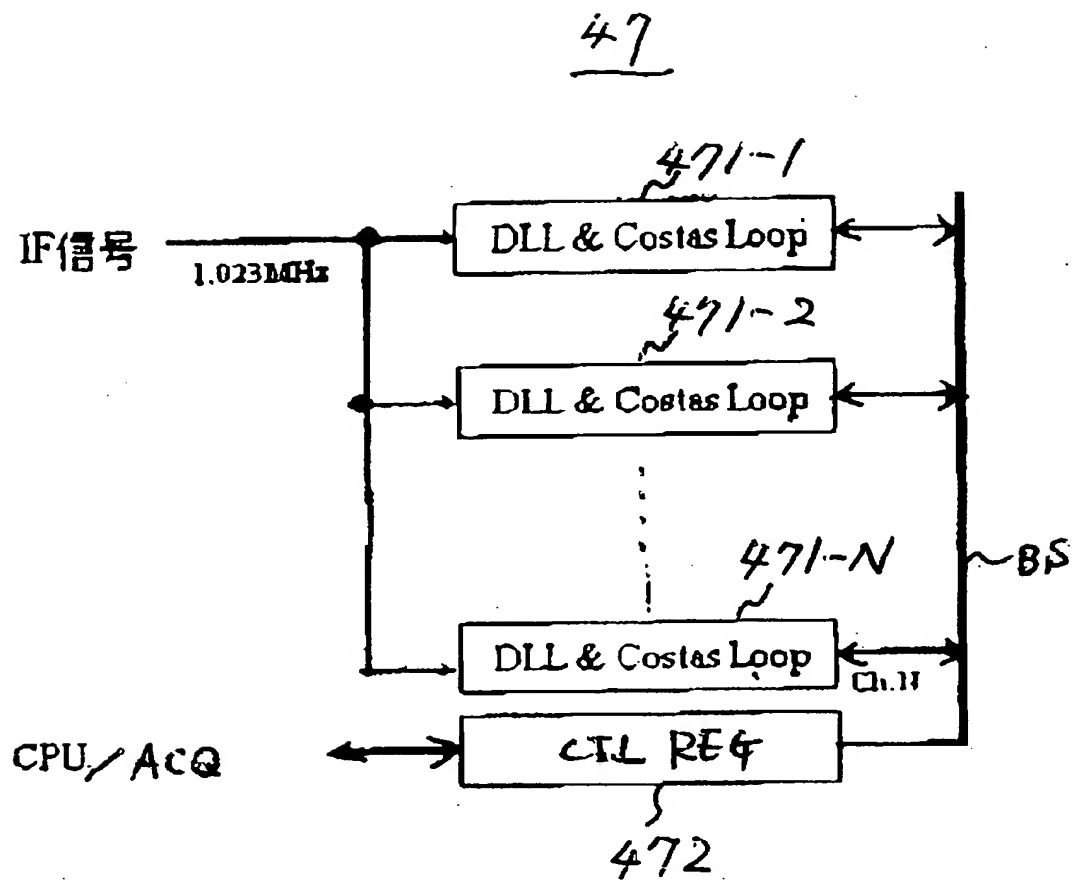 47
471-1
IF信号
1.023MHz
DLL & Costas Loop
471-2
DLL & Costas Loop
471-N
BS
DLL & Costas Loop
Ch.N
CPU/ACQ
CTL REG
472